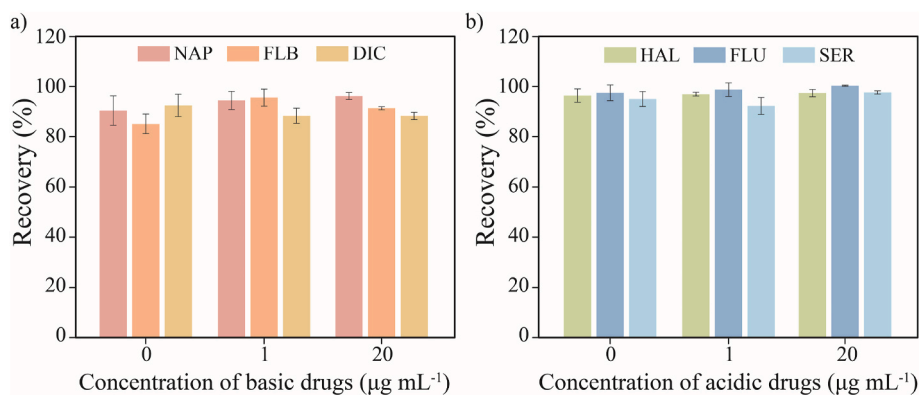 a)
120
100
80
60
40
20
0
Recovery (%)
NAP FLB DIC
0 1 20
Concentration of basic drugs (μg mL⁻¹)
b)
120
100
80
60
40
20
0
Recovery (%)
HAL FLU SER
0 1 20
Concentration of acidic drugs (μg mL⁻¹)